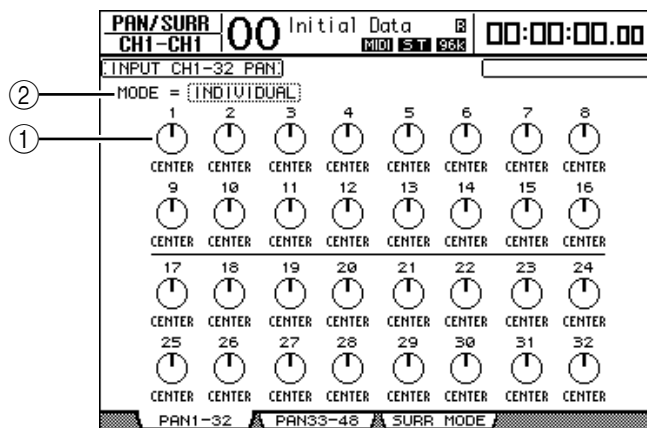 PAN/SURR
CH1-CH1
00 Initial Data R
MIDI ST 96k
00:00:00.00
INPUT CH1-32 PAN
② MODE = INDIVIDUAL
1 2 3 4 5 6 7 8
①
CENTER CENTER CENTER CENTER CENTER CENTER CENTER CENTER
9 10 11 12 13 14 15 16
CENTER CENTER CENTER CENTER CENTER CENTER CENTER CENTER
17 18 19 20 21 22 23 24
CENTER CENTER CENTER CENTER CENTER CENTER CENTER CENTER
25 26 27 28 29 30 31 32
CENTER CENTER CENTER CENTER CENTER CENTER CENTER CENTER
PAN1-32 PAN33-48 SURR MODE